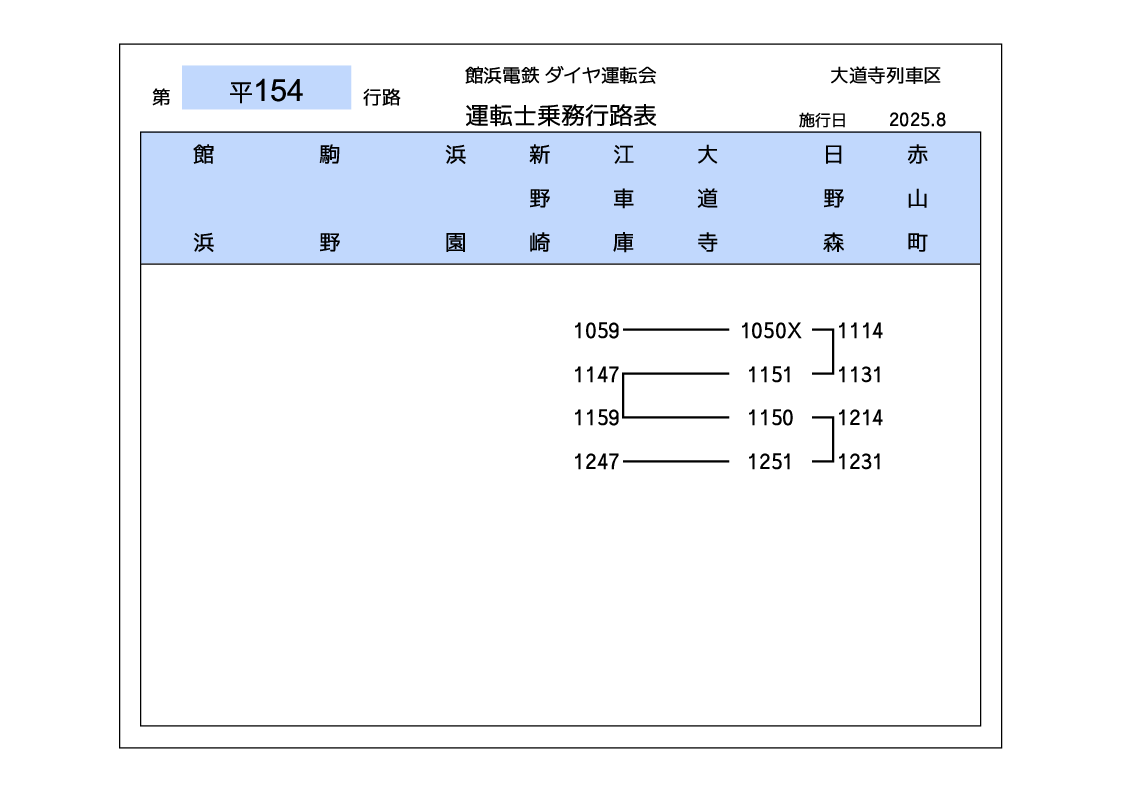 第 平154 行路
館浜電鉄 ダイヤ運転会
運転士乗務行路表
大道寺列車区
施行日 2025.8
館浜 駒野 浜園 新野崎 江車庫 大道寺 日野森 赤山町
1059 1050X 1114
1147 1151 1131
1159 1150 1214
1247 1251 1231